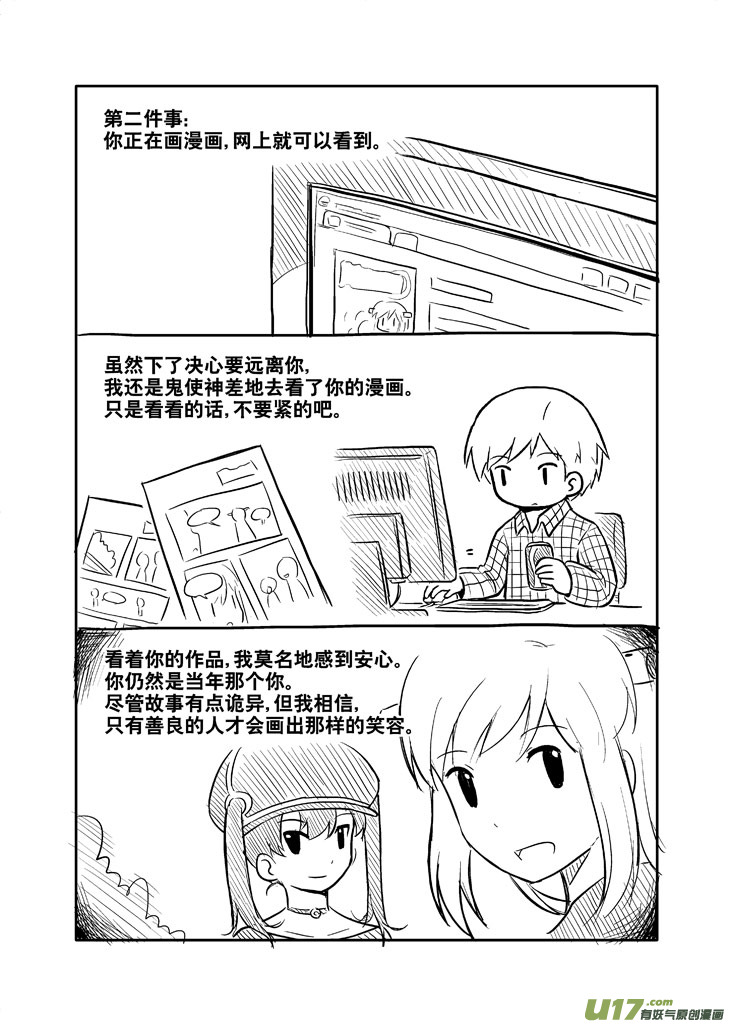 第二件事：
你正在画漫画，网上就可以看到。
虽然下了决心要远离你，
我还是鬼使神差地去看了你的漫画。
只是看看的话，不要紧的吧。
看着你的作品，我莫名地感到安心。
你仍然是当年那个你。
尽管故事有点诡异，但我相信，
只有善良的人才会画出那样的笑容。
U17.com
有妖气原创漫画